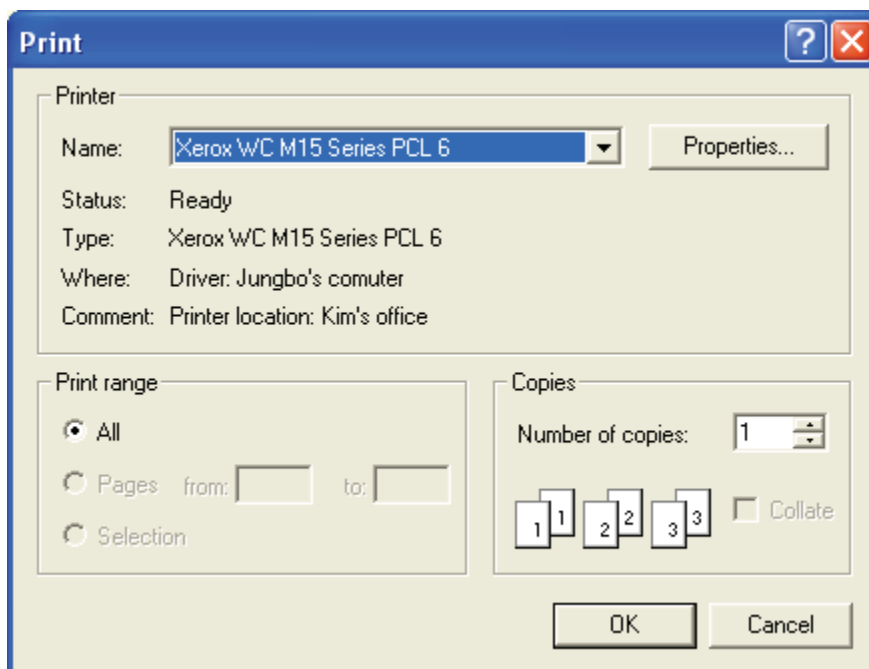 Print
Printer
Name: Xerox WC M15 Series PCL 6 Properties...
Status: Ready
Type: Xerox WC M15 Series PCL 6
Where: Driver: Jungbo's comuter
Comment: Printer location: Kim's office
Print range
All
Pages from: to:
Selection
Copies
Number of copies: 1
1 1 2 2 3 3 Collate
OK Cancel